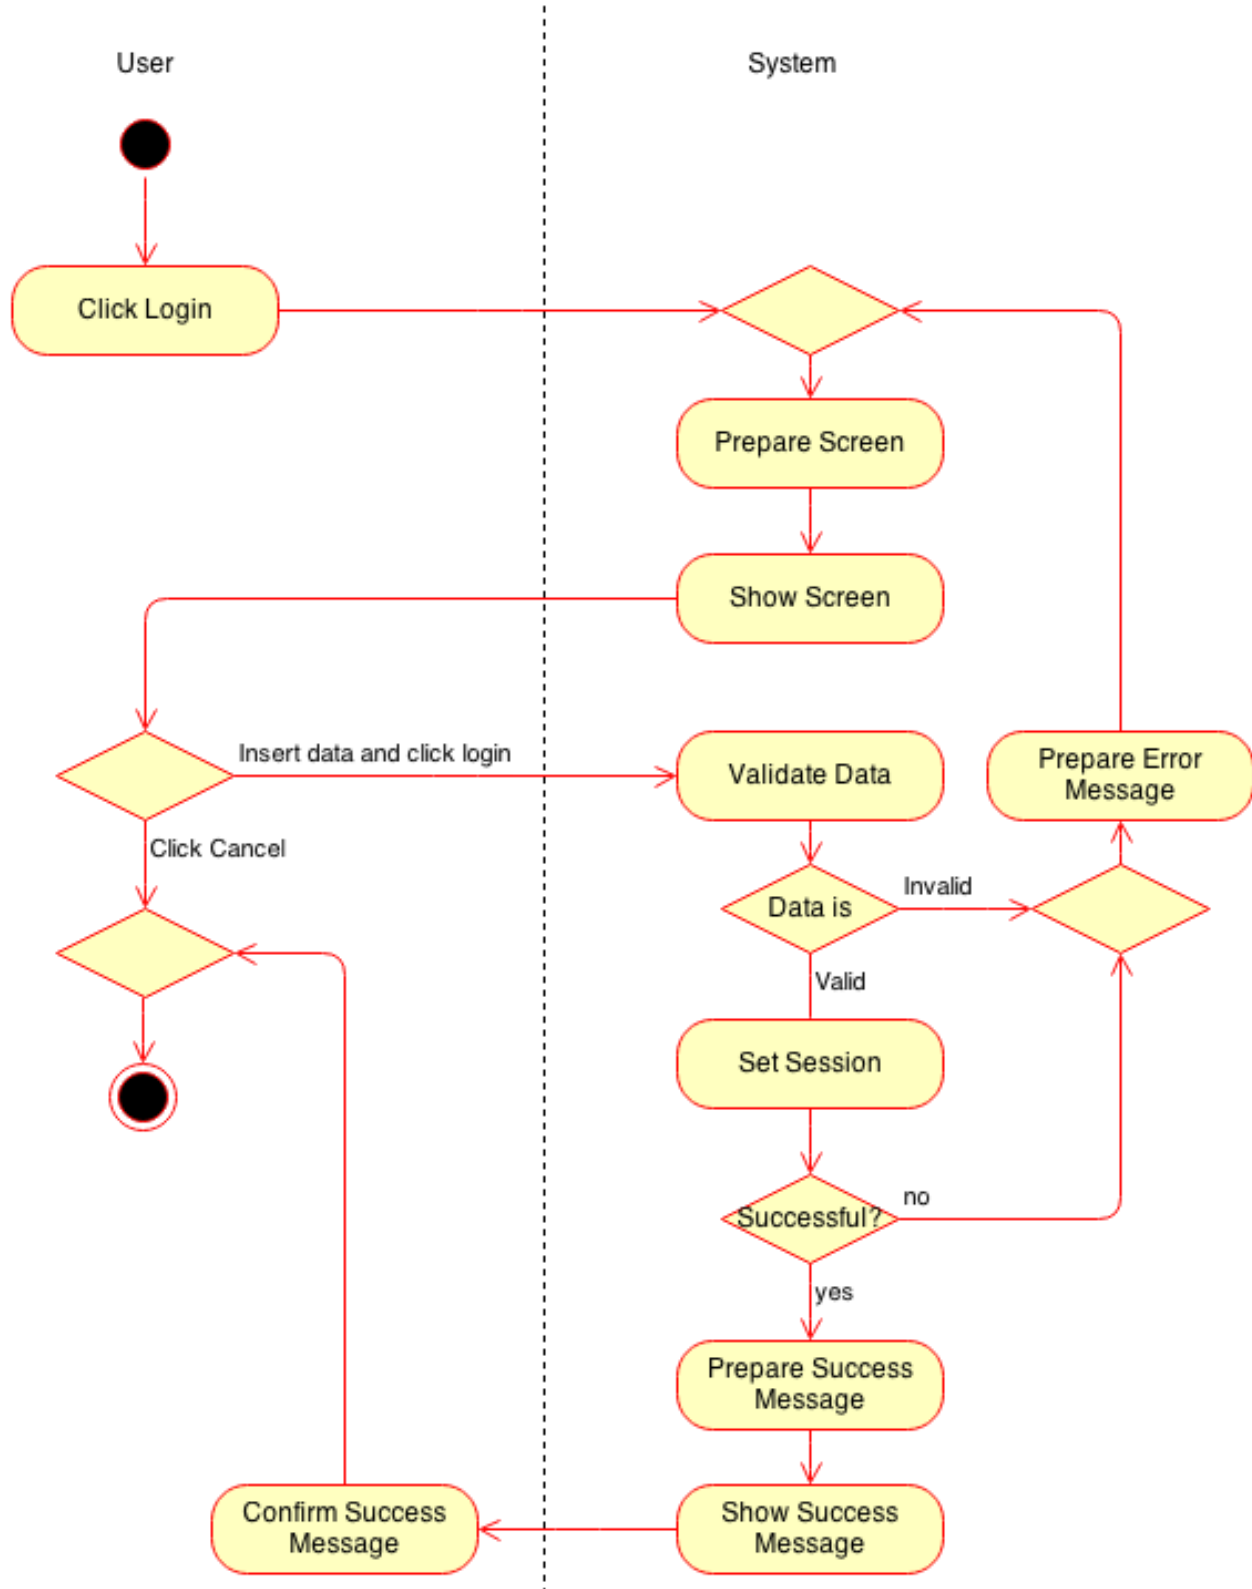 User
System
Click Login
Prepare Screen
Show Screen
Insert data and click login
Validate Data
Prepare Error
Message
Click Cancel
Data is
Invalid
Valid
Set Session
Successful?
no
yes
Prepare Success
Message
Confirm Success
Message
Show Success
Message